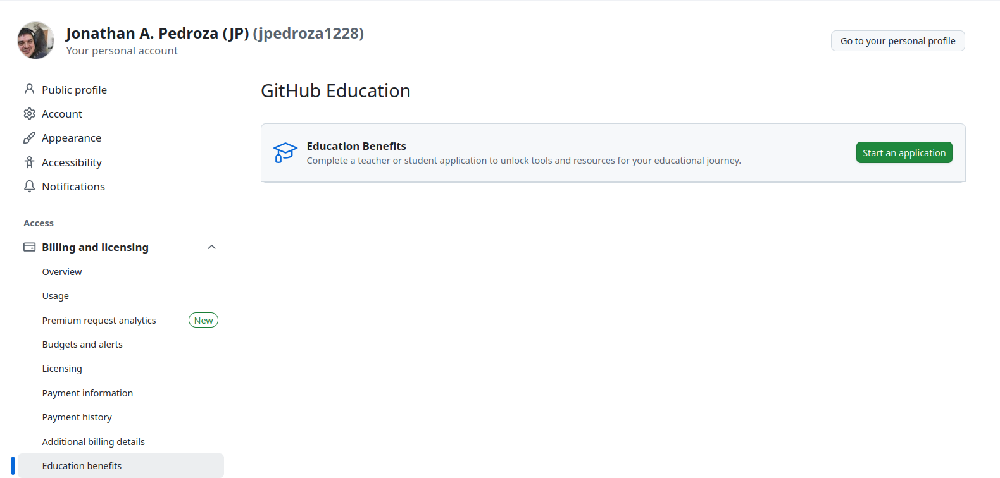 Jonathan A. Pedroza (JP) (jpedroza1228)
Your personal account
Go to your personal profile
Public profile
Account
Appearance
Accessibility
Notifications
Access
Billing and licensing
Overview
Usage
Premium request analytics New
Budgets and alerts
Licensing
Payment information
Payment history
Additional billing details
Education benefits
GitHub Education
Education Benefits
Complete a teacher or student application to unlock tools and resources for your educational journey.
Start an application